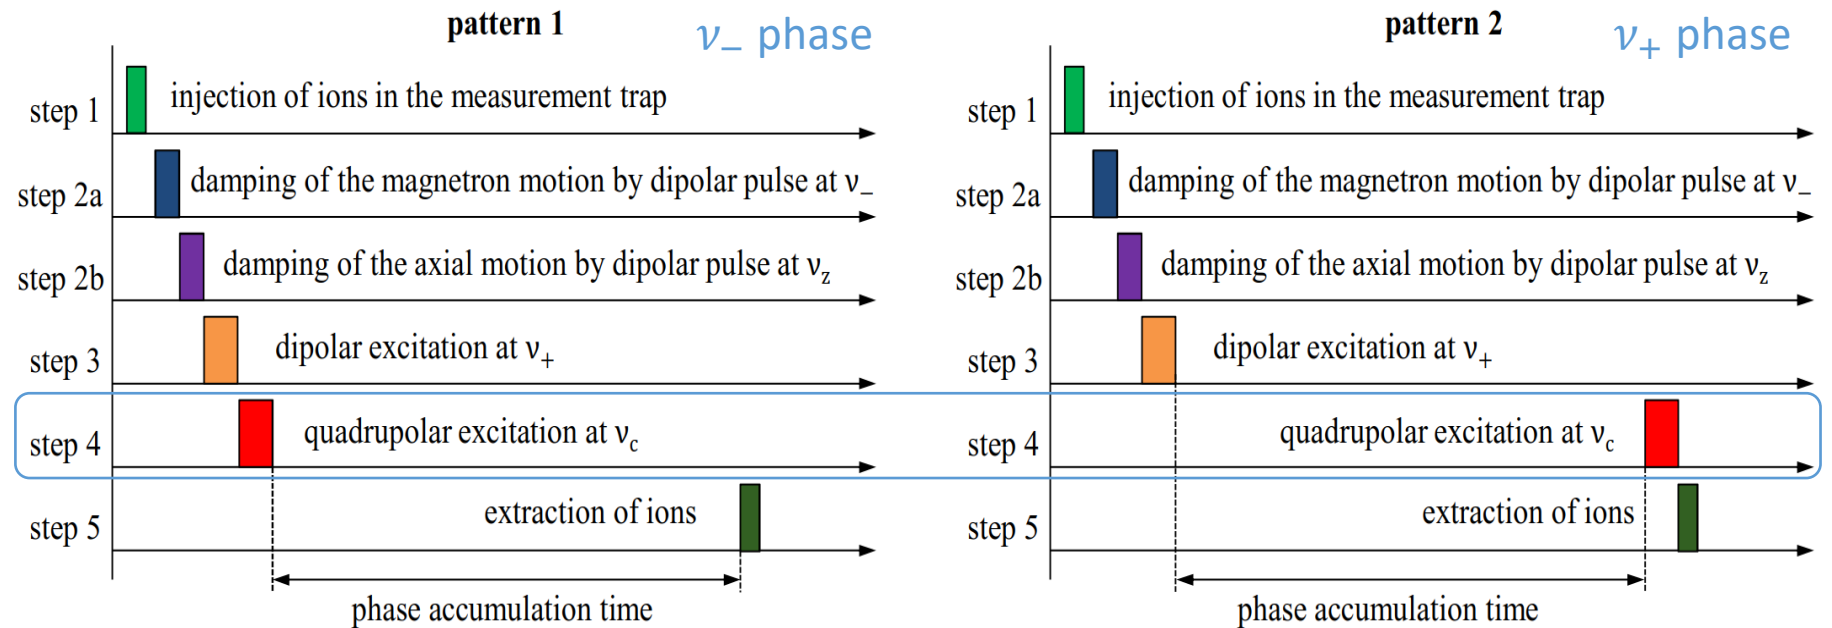 pattern 1
ν₋ phase
step 1
injection of ions in the measurement trap
step 2a
damping of the magnetron motion by dipolar pulse at ν₋
step 2b
damping of the axial motion by dipolar pulse at ν_z
step 3
dipolar excitation at ν₊
step 4
quadrupolar excitation at ν_c
step 5
extraction of ions
phase accumulation time
pattern 2
ν₊ phase
step 1
injection of ions in the measurement trap
step 2a
damping of the magnetron motion by dipolar pulse at ν₋
step 2b
damping of the axial motion by dipolar pulse at ν_z
step 3
dipolar excitation at ν₊
step 4
quadrupolar excitation at ν_c
step 5
extraction of ions
phase accumulation time